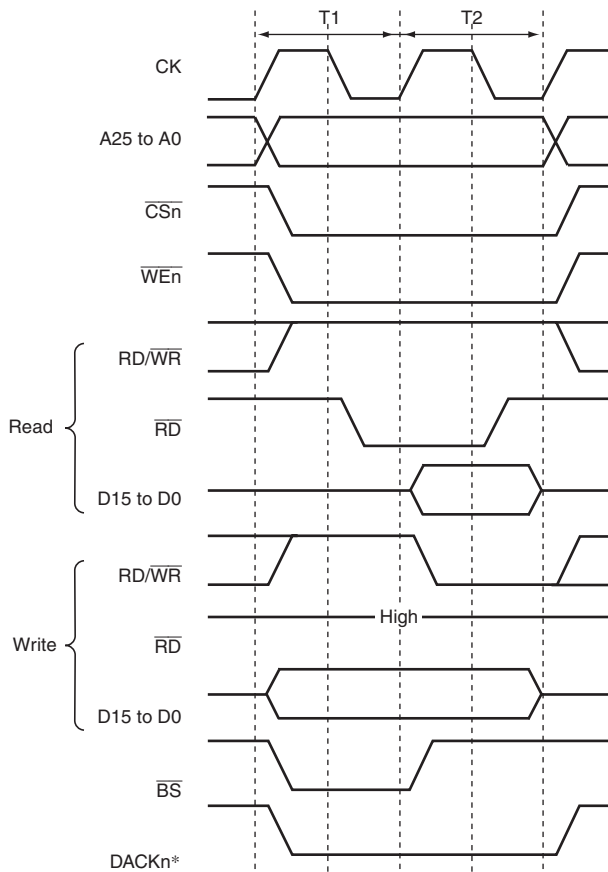 T1 T2
CK
A25 to A0
CSn
WEn
RD/WR
Read
RD
D15 to D0
RD/WR
High
Write
RD
D15 to D0
BS
DACKn*